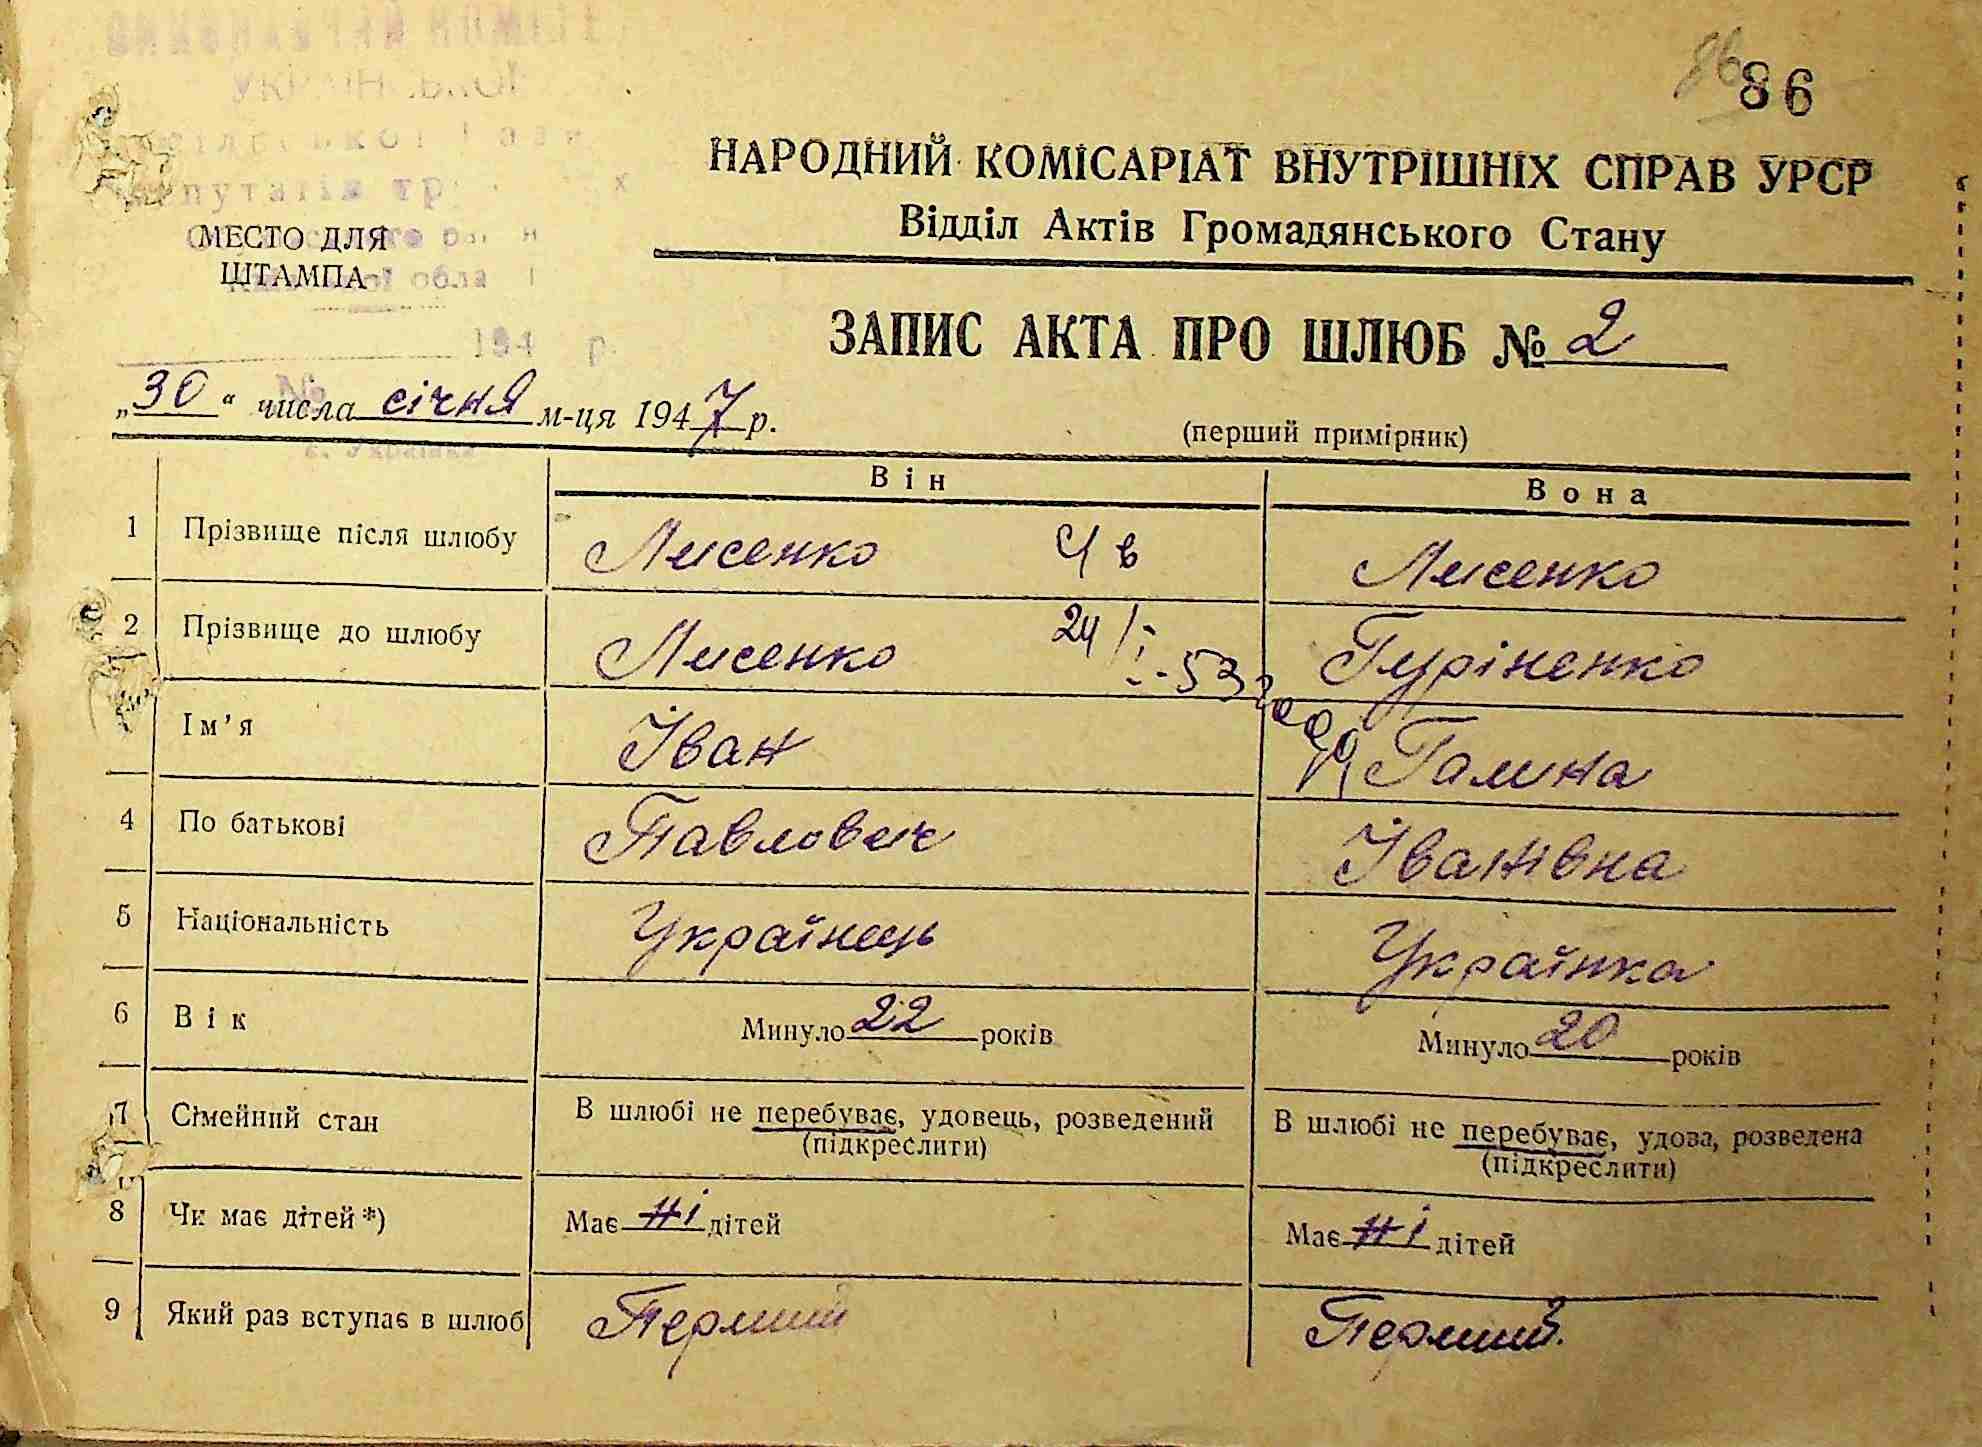 86
86
НАРОДНИЙ КОМІСАРІАТ ВНУТРІШНІХ СПРАВ УРСР
Відділ Актів Громадянського Стану
МЕСТО ДЛЯ
ШТАМПА
194 р.
№
ЗАПИС АКТА ПРО ШЛЮБ № 2
„30“ числа січня м-ця 1947 р.
(перший примірник)
с. Українка
Він Вона
1 Прізвище після шлюбу Лисенко Лисенко
2 Прізвище до шлюбу Лисенко Гуріненко
Ім'я Іван Галина
4 По батькові Павлович Іванівна
5 Національність Українець Українка
6 Вік Минуло 22 років Минуло 20 років
7 Сімейний стан В шлюбі не перебуває, удовець, розведений В шлюбі не перебуває, удова, розведена
(підкреслити) (підкреслити)
8 Чи має дітей*) Має ні дітей Має ні дітей
9 Який раз вступає в шлюб Перший Перший.